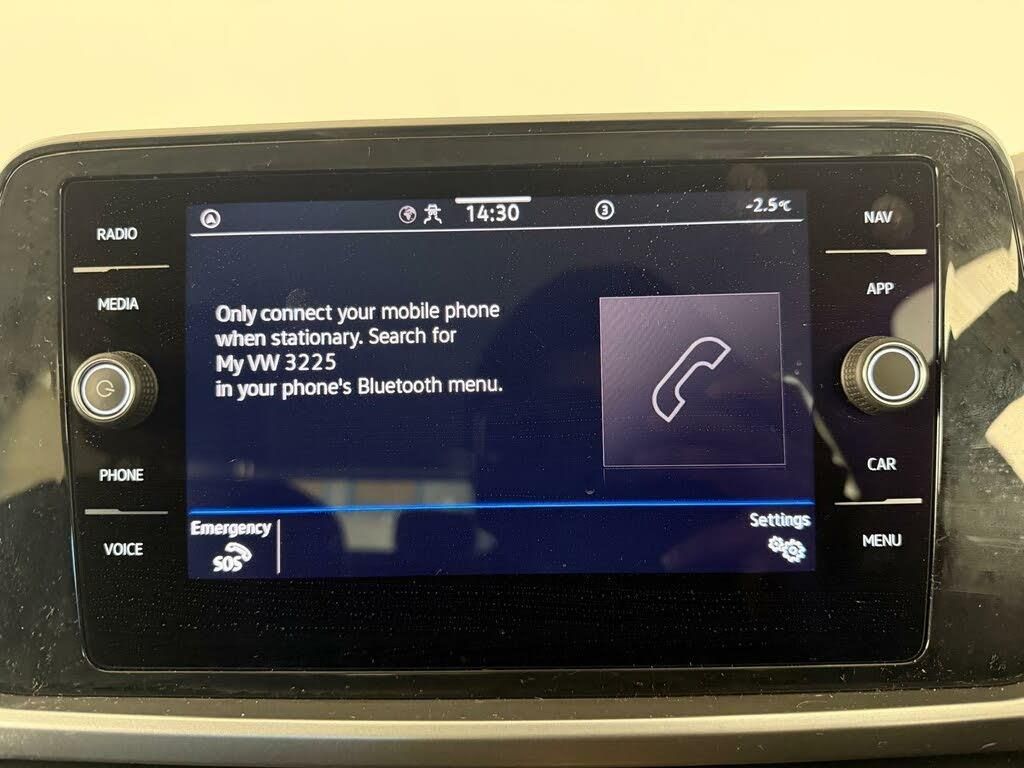 14:30
3
-2.5°C
RADIO
NAV
MEDIA
APP
Only connect your mobile phone
when stationary. Search for
My VW 3225
in your phone's Bluetooth menu.
PHONE
CAR
VOICE
MENU
Emergency
SOS
Settings